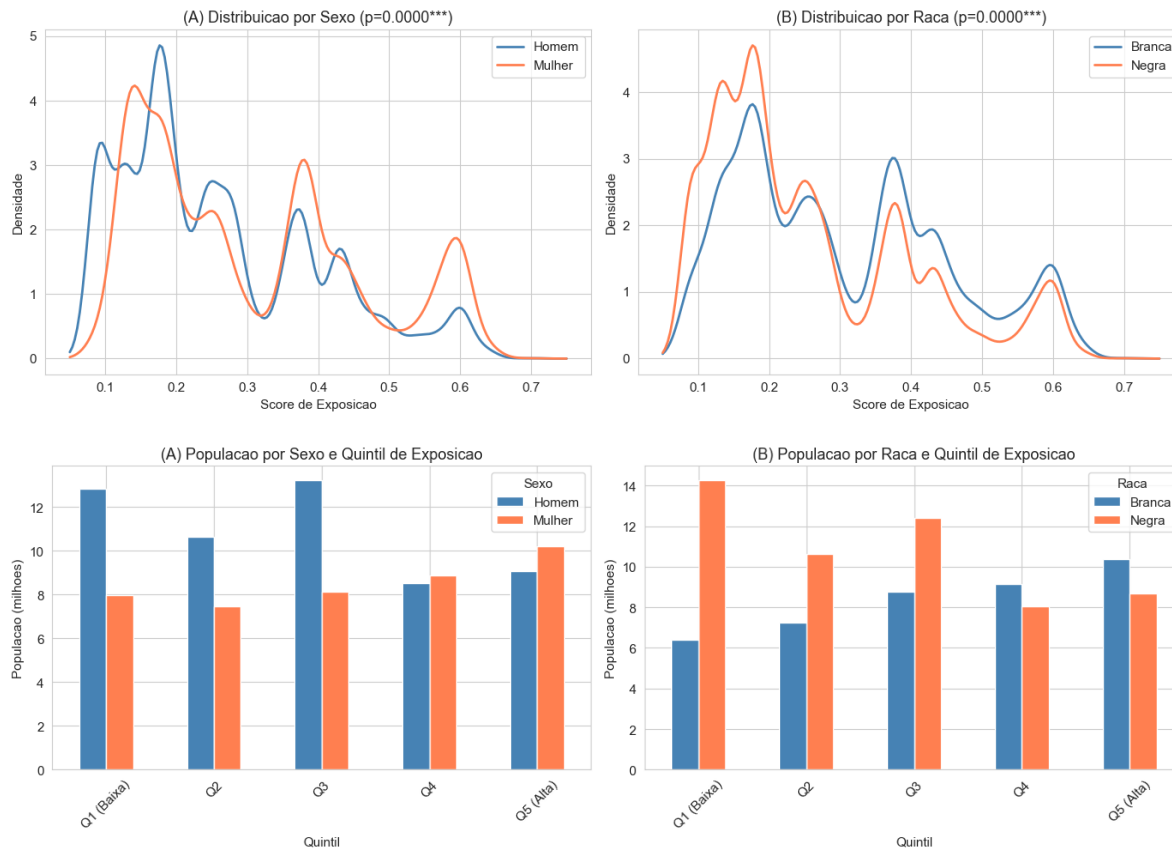 (A) Distribuicao por Sexo (p=0.0000***)
Densidade
5
4
3
2
1
0
Homem
Mulher
0.1 0.2 0.3 0.4 0.5 0.6 0.7
Score de Exposicao
(B) Distribuicao por Raca (p=0.0000***)
Densidade
4
3
2
1
0
Branca
Negra
0.1 0.2 0.3 0.4 0.5 0.6 0.7
Score de Exposicao
(A) Populacao por Sexo e Quintil de Exposicao
Populacao (milhoes)
12
10
8
6
4
2
0
Sexo
Homem
Mulher
Q1 (Baixa) Q2 Q3 Q4 Q5 (Alta)
Quintil
(B) Populacao por Raca e Quintil de Exposicao
Populacao (milhoes)
14
12
10
8
6
4
2
0
Raca
Branca
Negra
Q1 (Baixa) Q2 Q3 Q4 Q5 (Alta)
Quintil